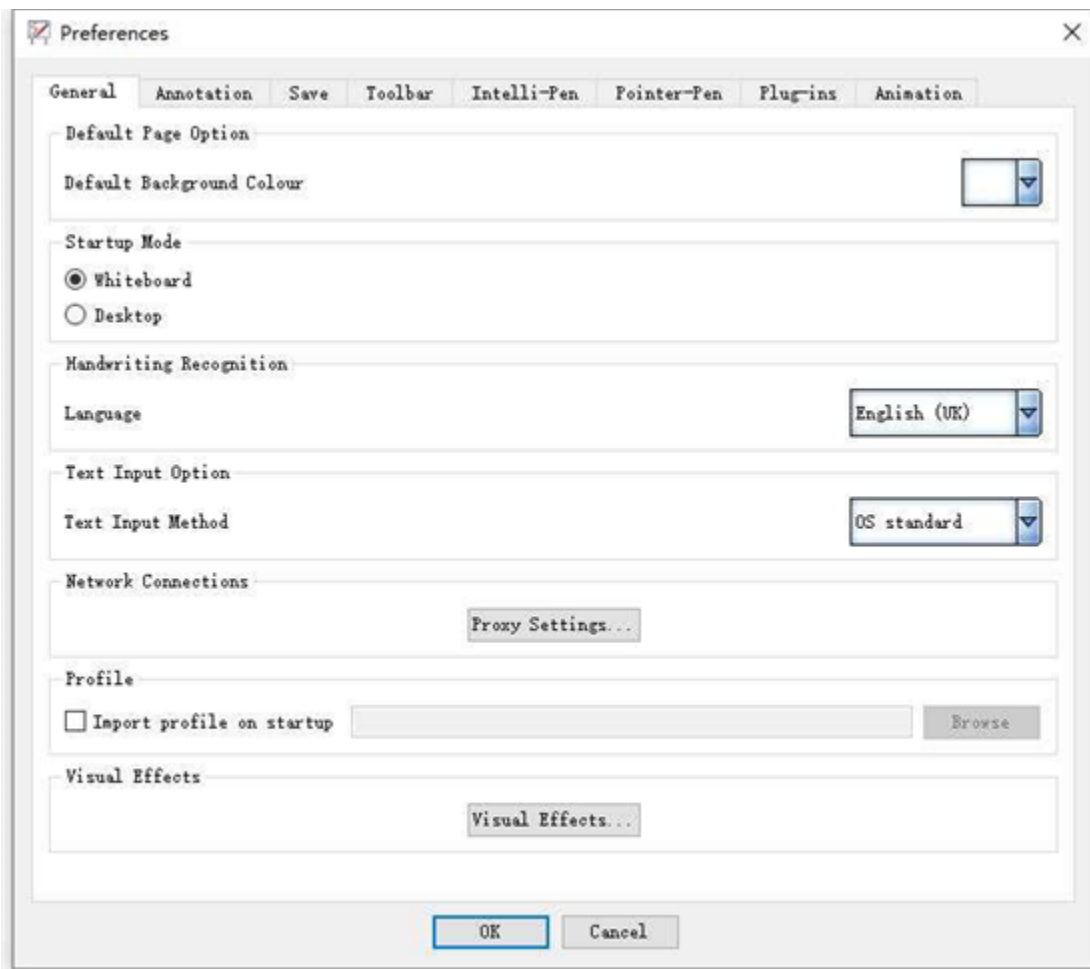 Preferences
General Annotation Save Toolbar Intelli-Pen Pointer-Pen Plug-ins Animation
Default Page Option
Default Background Colour
Startup Mode
Whiteboard
Desktop
Handwriting Recognition
Language English (UK)
Text Input Option
Text Input Method OS standard
Network Connections
Proxy Settings...
Profile
Import profile on startup Browse
Visual Effects
Visual Effects...
OK Cancel